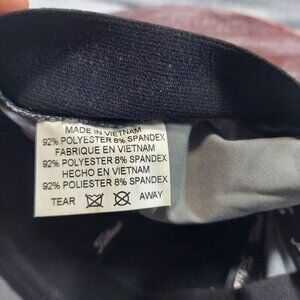 MADE IN VIETNAM
92% POLYESTER 8% SPANDEX
FABRIQUE EN VIETNAM
92% POLYESTER 8% SPANDEX
HECHO EN VIETNAM
92% POLIESTER 8% SPANDEX
TEAR AWAY